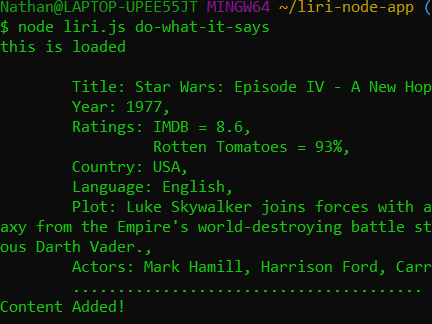 Nathan@LAPTOP-UPEE55JT MINGW64 ~/liri-node-app (
$ node liri.js do-what-it-says
this is loaded
Title: Star Wars: Episode IV - A New Hop
Year: 1977,
Ratings: IMDB = 8.6,
Rotten Tomatoes = 93%,
Country: USA,
Language: English,
Plot: Luke Skywalker joins forces with a
axy from the Empire's world-destroying battle st
ous Darth Vader.,
Actors: Mark Hamill, Harrison Ford, Carr
......................................
Content Added!